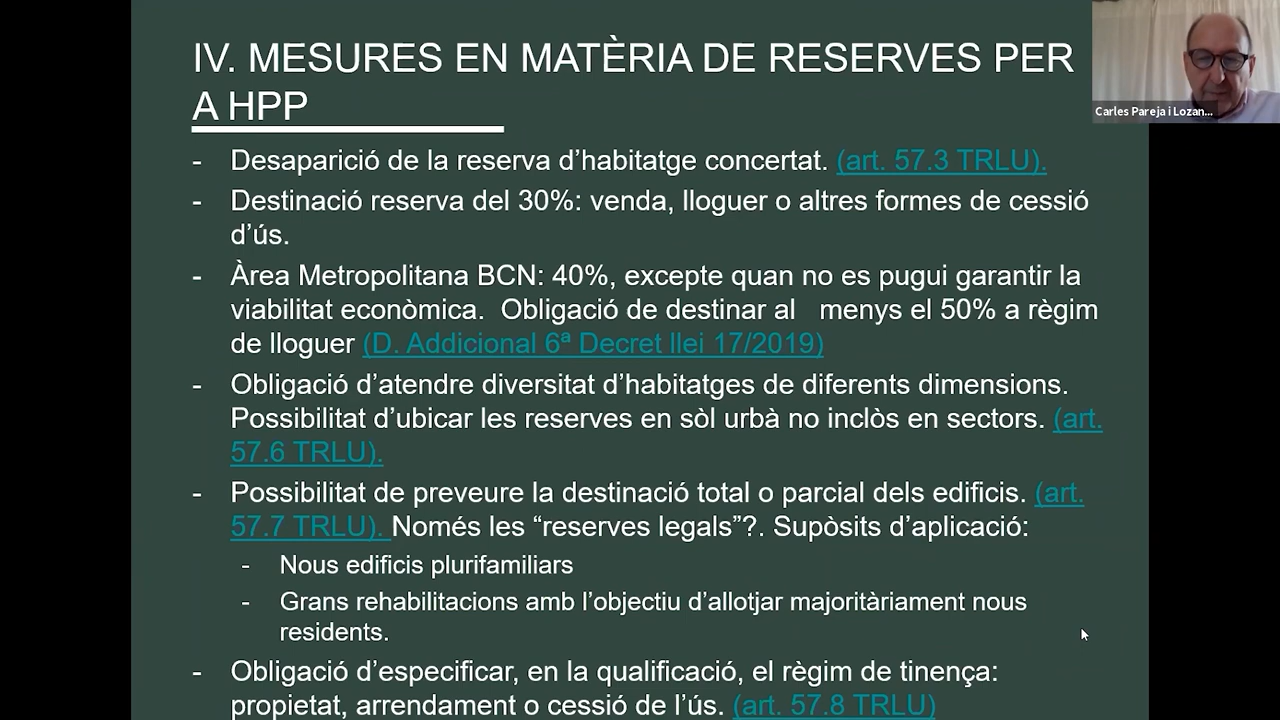 IV. MESURES EN MATÈRIA DE RESERVES PER
A HPP
- Desaparició de la reserva d’habitatge concertat. (art. 57.3 TRLU).
- Destinació reserva del 30%: venda, lloguer o altres formes de cessió
d’ús.
- Àrea Metropolitana BCN: 40%, excepte quan no es pugui garantir la
viabilitat econòmica. Obligació de destinar al menys el 50% a règim
de lloguer (D. Addicional 6ª Decret llei 17/2019)
- Obligació d’atendre diversitat d’habitatges de diferents dimensions.
Possibilitat d’ubicar les reserves en sòl urbà no inclòs en sectors. (art.
57.6 TRLU).
- Possibilitat de preveure la destinació total o parcial dels edificis. (art.
57.7 TRLU). Només les “reserves legals”?. Supòsits d’aplicació:
- Nous edificis plurifamiliars
- Grans rehabilitacions amb l’objectiu d’allotjar majoritàriament nous
residents.
- Obligació d’especificar, en la qualificació, el règim de tinença:
propietat, arrendament o cessió de l’ús. (art. 57.8 TRLU)
Carles Pareja i Lozan...